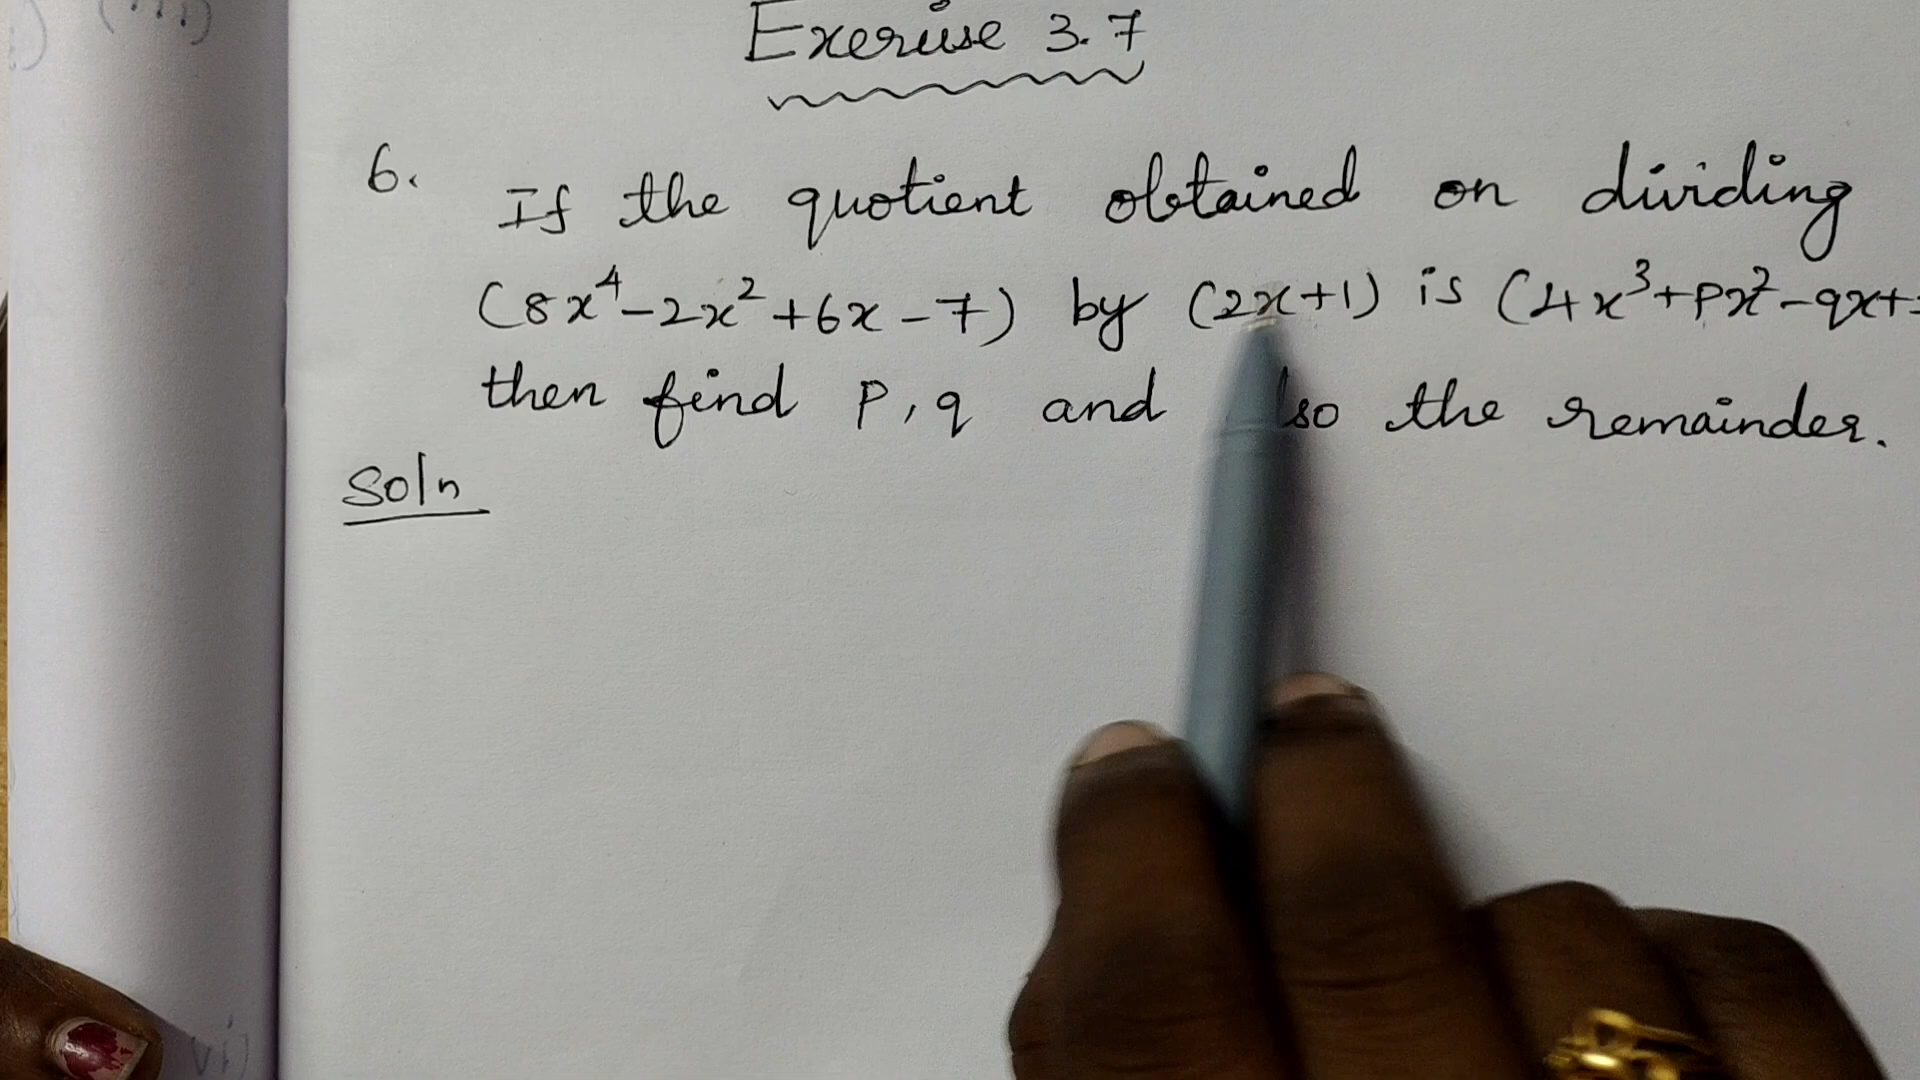 Exercise 3.7
6. If the quotient obtained on dividing
(8x⁴-2x²+6x-7) by (2x+1) is (4x³+px²-qx+
then find P, q and the remainder.
Soln